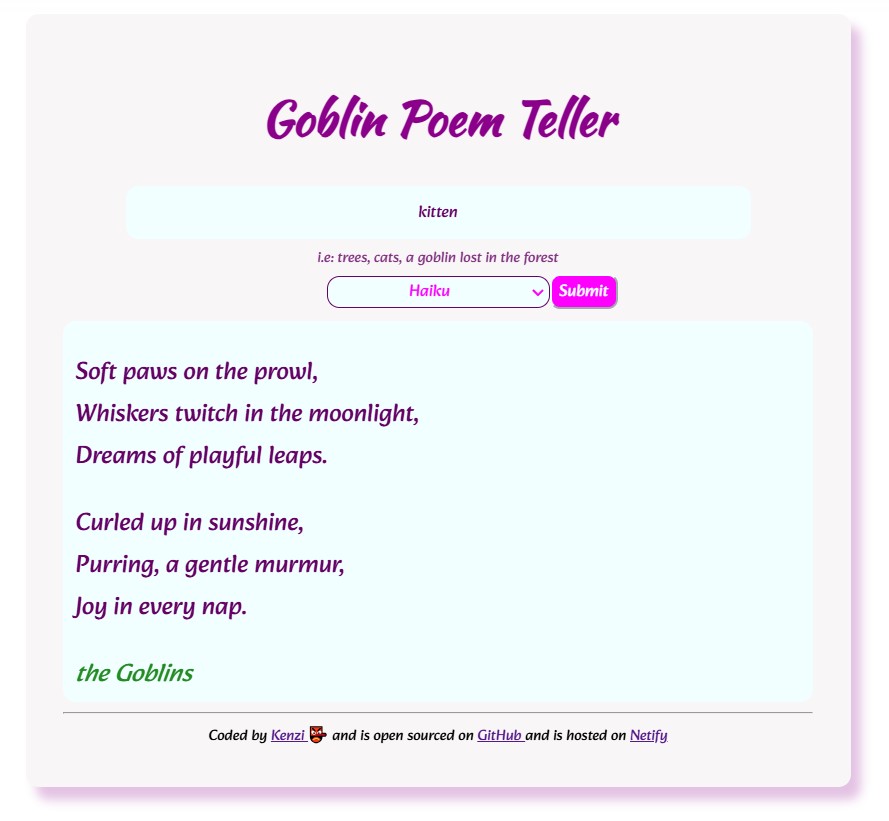 Goblin Poem Teller
kitten
i.e: trees, cats, a goblin lost in the forest
Haiku
Submit
Soft paws on the prowl,
Whiskers twitch in the moonlight,
Dreams of playful leaps.
Curled up in sunshine,
Purring, a gentle murmur,
Joy in every nap.
the Goblins
Coded by Kenzi 👺 and is open sourced on GitHub and is hosted on Netify